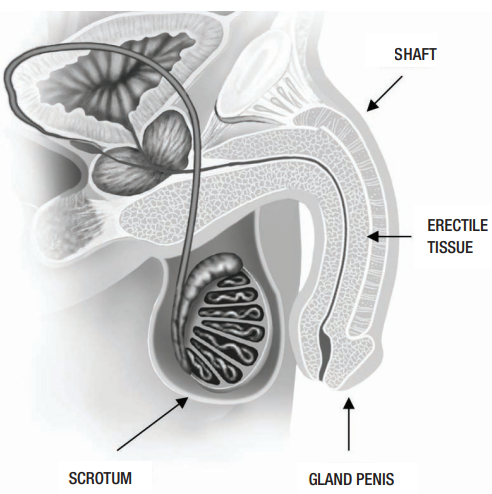 SHAFT
ERECTILE
TISSUE
SCROTUM
GLAND PENIS